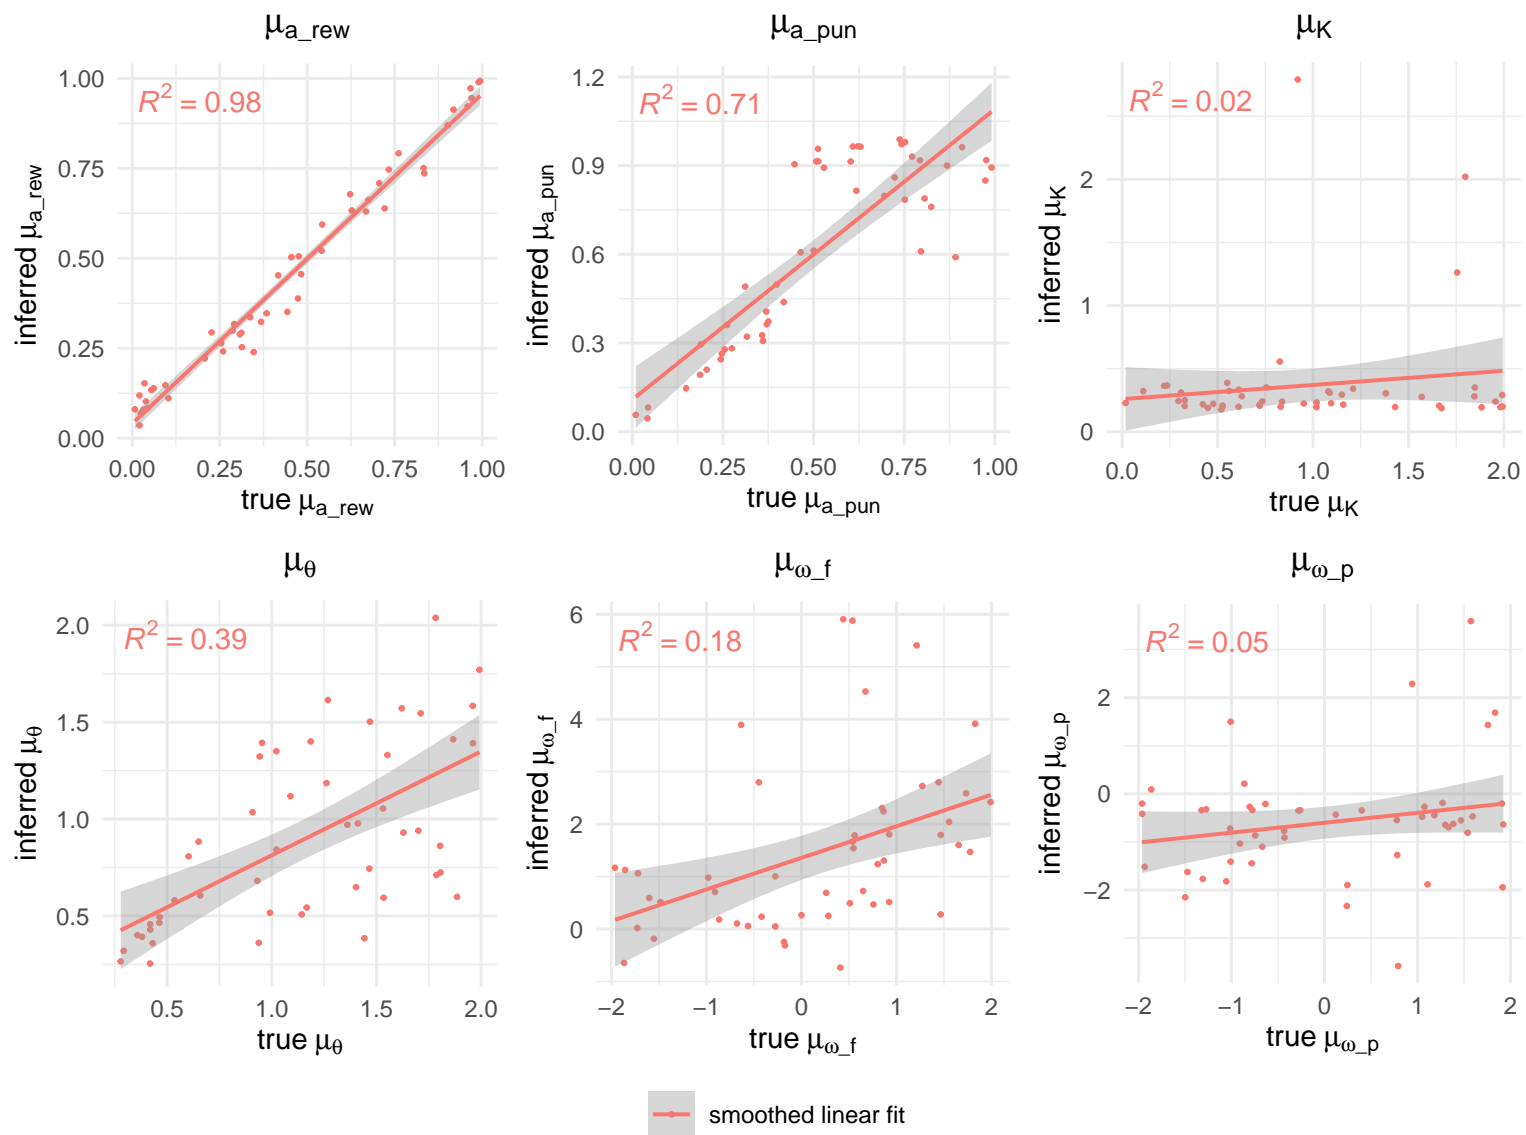 μa_rew
μa_pun
μK
R² = 0.98
R² = 0.71
R² = 0.02
inferred μa_rew
1.00
0.75
0.50
0.25
0.00
0.00 0.25 0.50 0.75 1.00
true μa_rew
inferred μa_pun
1.2
0.9
0.6
0.3
0.0
0.00 0.25 0.50 0.75 1.00
true μa_pun
inferred μK
2
1
0
0.0 0.5 1.0 1.5 2.0
true μK
μθ
μω_f
μω_p
R² = 0.39
R² = 0.18
R² = 0.05
inferred μθ
2.0
1.5
1.0
0.5
0.5 1.0 1.5 2.0
true μθ
inferred μω_f
6
4
2
0
−2 −1 0 1 2
true μω_f
inferred μω_p
2
0
−2
−2 −1 0 1 2
true μω_p
smoothed linear fit